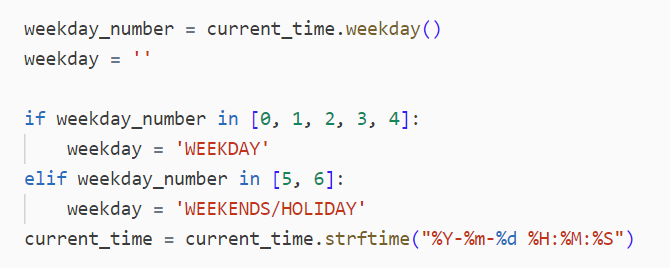 weekday_number = current_time.weekday()
weekday = ''
if weekday_number in [0, 1, 2, 3, 4]:
    weekday = 'WEEKDAY'
elif weekday_number in [5, 6]:
    weekday = 'WEEKENDS/HOLIDAY'
current_time = current_time.strftime("%Y-%m-%d %H:%M:%S")